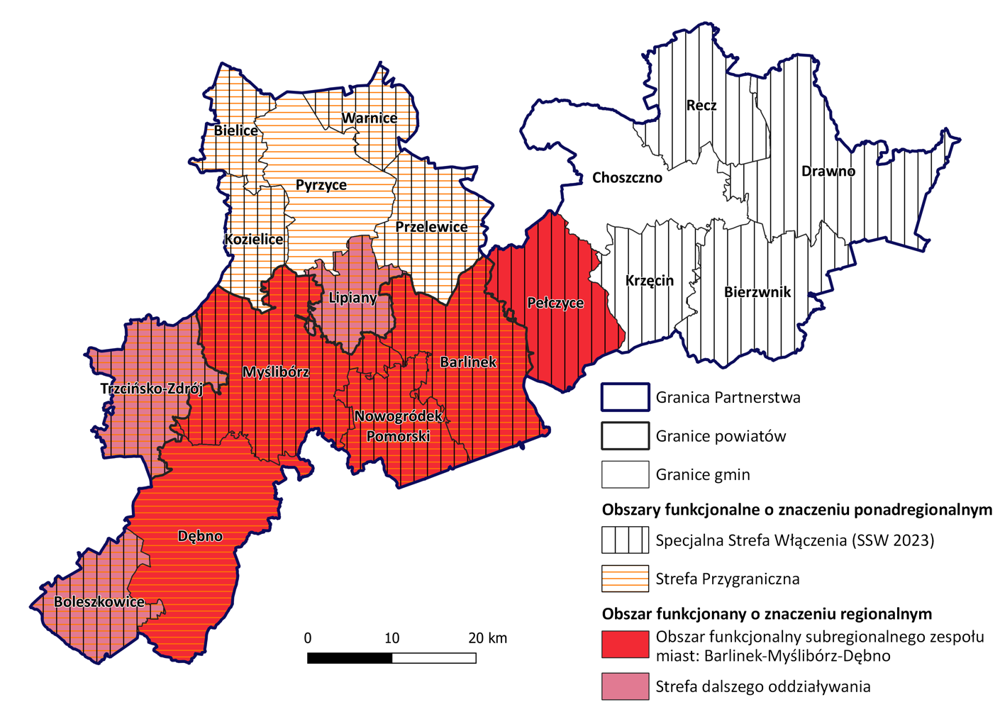 Recz
Warnice
Bielice
Drawno
Choszczno
Pyrzyce
Przelewice
Kozielice
Krzęcin
Bierzwnik
Lipiany
Pełczyce
Barlinek
Myślibórz
Trzcińsko-Zdrój
Nowogródek
Pomorski
Dębno
Boleszkowice
0 10 20 km
Granica Partnerstwa
Granice powiatów
Granice gmin
Obszary funkcjonalne o znaczeniu ponadregionalnym
Specjalna Strefa Włączenia (SSW 2023)
Strefa Przygraniczna
Obszar funkcjonany o znaczeniu regionalnym
Obszar funkcjonalny subregionalnego zespołu
miast: Barlinek-Myślibórz-Dębno
Strefa dalszego oddziaływania